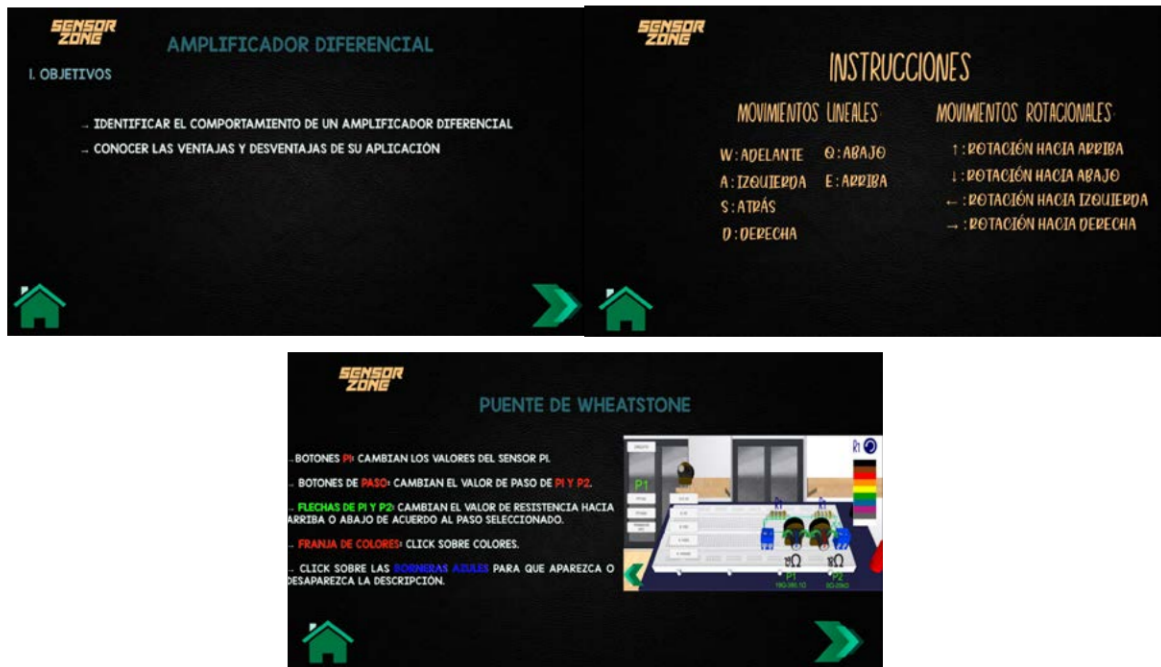 SENSOR
ZONE
AMPLIFICADOR DIFERENCIAL
I. OBJETIVOS
→ IDENTIFICAR EL COMPORTAMIENTO DE UN AMPLIFICADOR DIFERENCIAL
→ CONOCER LAS VENTAJAS Y DESVENTAJAS DE SU APLICACIÓN
SENSOR
ZONE
INSTRUCCIONES
MOVIMIENTOS LINEALES:
W: ADELANTE Q: ABAJO
A: IZQUIERDA E: ARRIBA
S: ATRÁS
D: DERECHA
MOVIMIENTOS ROTACIONALES:
↑: ROTACIÓN HACIA ARRIBA
↓: ROTACIÓN HACIA ABAJO
←: ROTACIÓN HACIA IZQUIERDA
→: ROTACIÓN HACIA DERECHA
SENSOR
ZONE
PUENTE DE WHEATSTONE
→ BOTONES P1: CAMBIAN LOS VALORES DEL SENSOR P1.
→ BOTONES DE PASO: CAMBIAN EL VALOR DE PASO DE P1 Y P2.
→ FLECHAS DE P1 Y P2: CAMBIAN EL VALOR DE RESISTENCIA HACIA
ARRIBA O ABAJO DE ACUERDO AL PASO SELECCIONADO.
→ FRANJA DE COLORES: CLICK SOBRE COLORES.
→ CLICK SOBRE LAS BORNERAS AZULES PARA QUE APAREZCA O
DESAPAREZCA LA DESCRIPCIÓN.
R1
P1
P1 P2